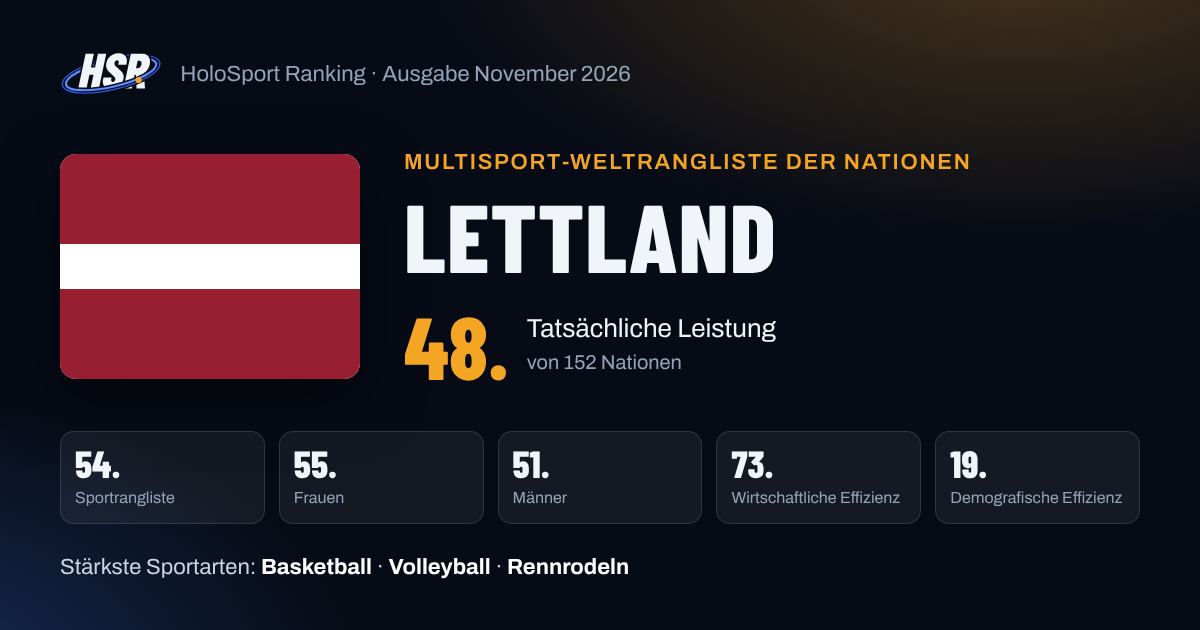 HSR HoloSport Ranking · Ausgabe November 2026
MULTISPORT-WELTRANGLISTE DER NATIONEN
LETTLAND
48. Tatsächliche Leistung
von 152 Nationen
54.
Sportrangliste
55.
Frauen
51.
Männer
73.
Wirtschaftliche Effizienz
19.
Demografische Effizienz
Stärkste Sportarten: Basketball · Volleyball · Rennrodeln